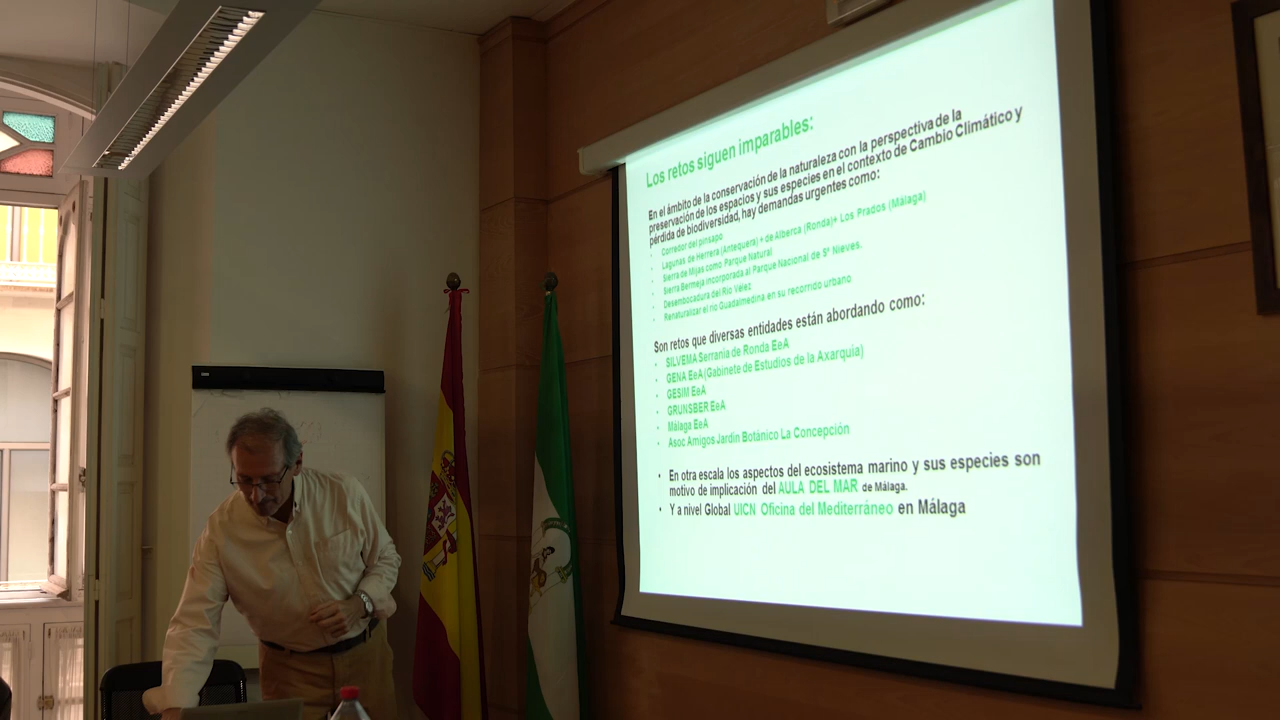 Los retos siguen imparables:
En el ámbito de la conservación de la naturaleza con la perspectiva de la
preservación de los espacios y sus especies en el contexto de Cambio Climático y
pérdida de biodiversidad, hay demandas urgentes como:
• Corredor del pinsapo
• Lagunas de Herrera (Antequera) + de Alberca (Ronda)+ Los Prados (Málaga)
• Sierra de Mijas como Parque Natural
• Sierra Bermeja incorporada al Parque Nacional de Sª Nieves.
• Desembocadura del Río Vélez
• Renaturalizar el río Guadalmedina en su recorrido urbano
Son retos que diversas entidades están abordando como:
• SILVEMA Serranía de Ronda EeA
• GENA EeA (Gabinete de Estudios de la Axarquía)
• GESIM EeA
• GRUNSBER EeA
• Málaga EeA
• Asoc Amigos Jardín Botánico La Concepción
• En otra escala los aspectos del ecosistema marino y sus especies son
motivo de implicación del AULA DEL MAR de Málaga.
• Y a nivel Global UICN Oficina del Mediterráneo en Málaga